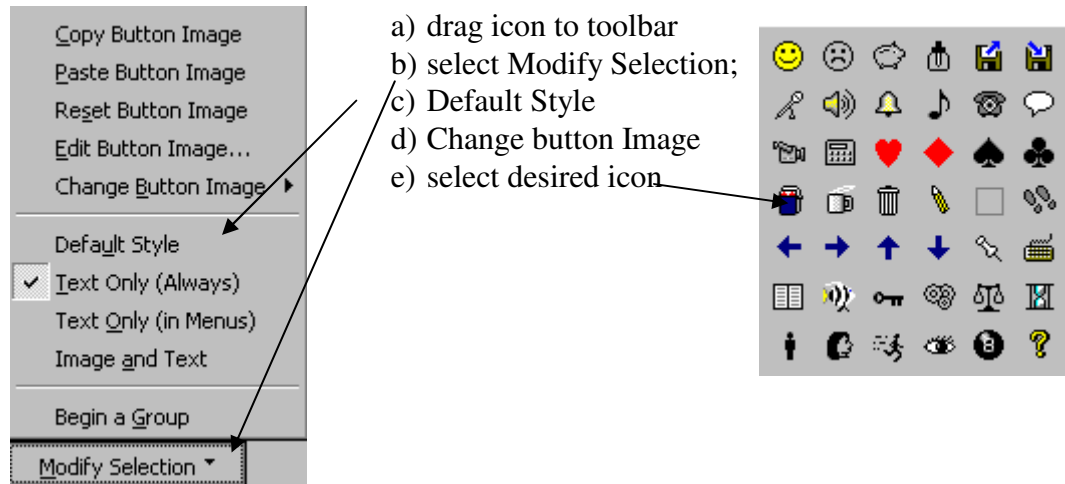 Copy Button Image
Paste Button Image
Reset Button Image
Edit Button Image...
Change Button Image
Default Style
Text Only (Always)
Text Only (in Menus)
Image and Text
Begin a Group
Modify Selection
a) drag icon to toolbar
b) select Modify Selection;
c) Default Style
d) Change button Image
e) select desired icon